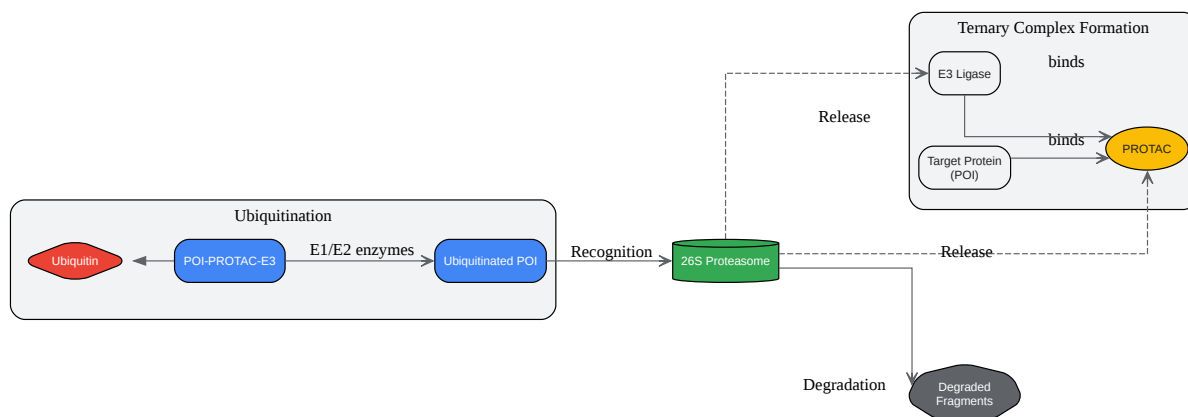 Ternary Complex Formation
E3 Ligase
binds
Release
binds
PROTAC
Target Protein
(POI)
Ubiquitination
Ubiquitin
POI-PROTAC-E3
E1/E2 enzymes
Ubiquitinated POI
Recognition
26S Proteasome
Release
Degradation
Degraded
Fragments